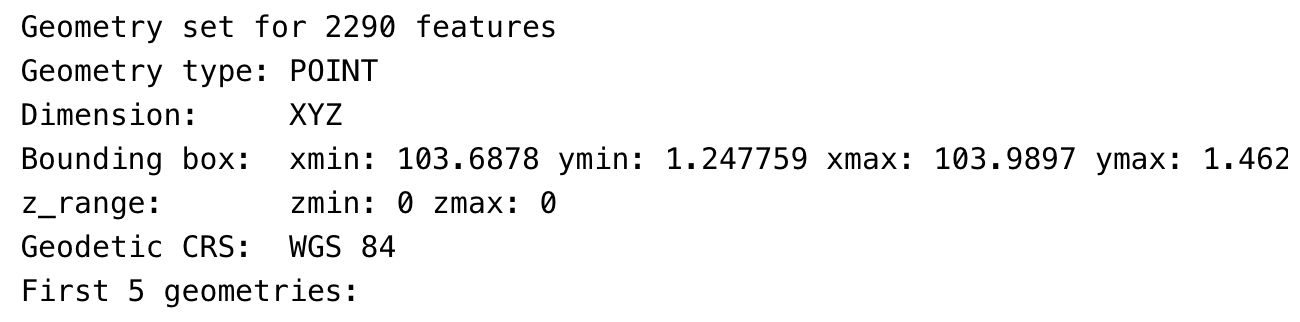 Geometry set for 2290 features
Geometry type: POINT
Dimension:     XYZ
Bounding box:  xmin: 103.6878 ymin: 1.247759 xmax: 103.9897 ymax: 1.462
z_range:       zmin: 0 zmax: 0
Geodetic CRS:  WGS 84
First 5 geometries: